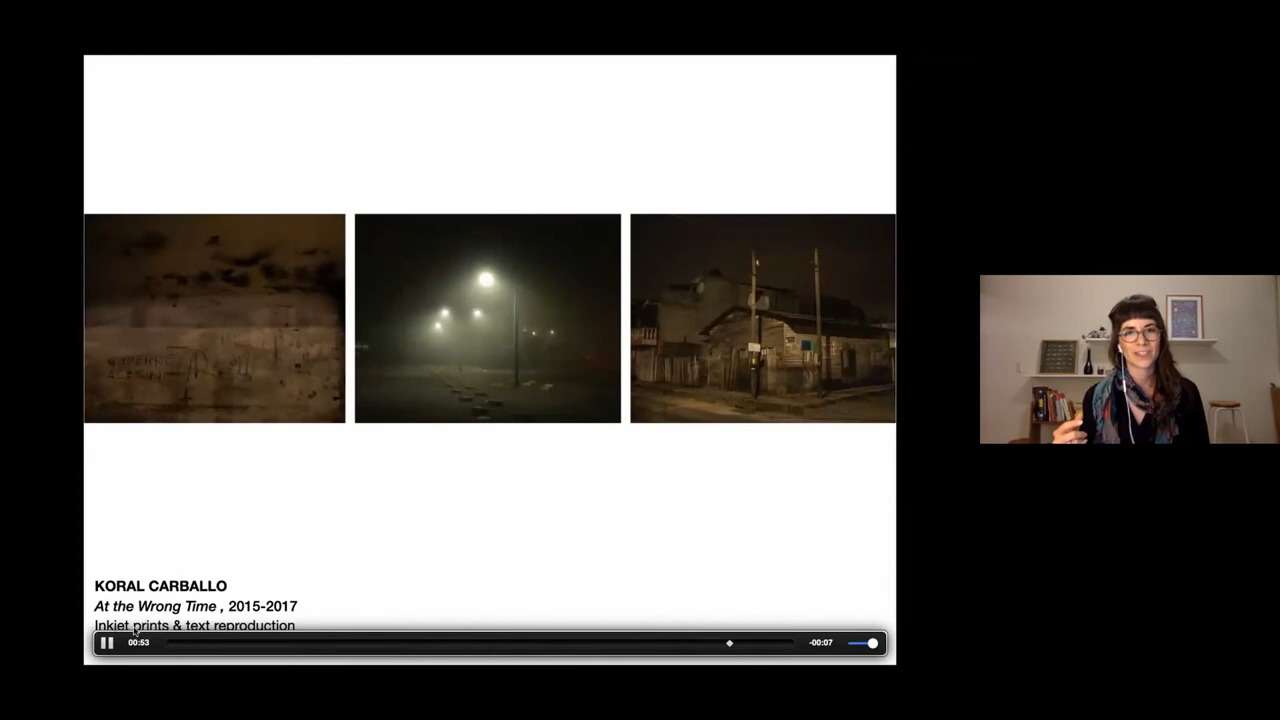 KORAL CARBALLO
At the Wrong Time , 2015-2017
Inkjet prints & text reproduction
00:53
-00:07